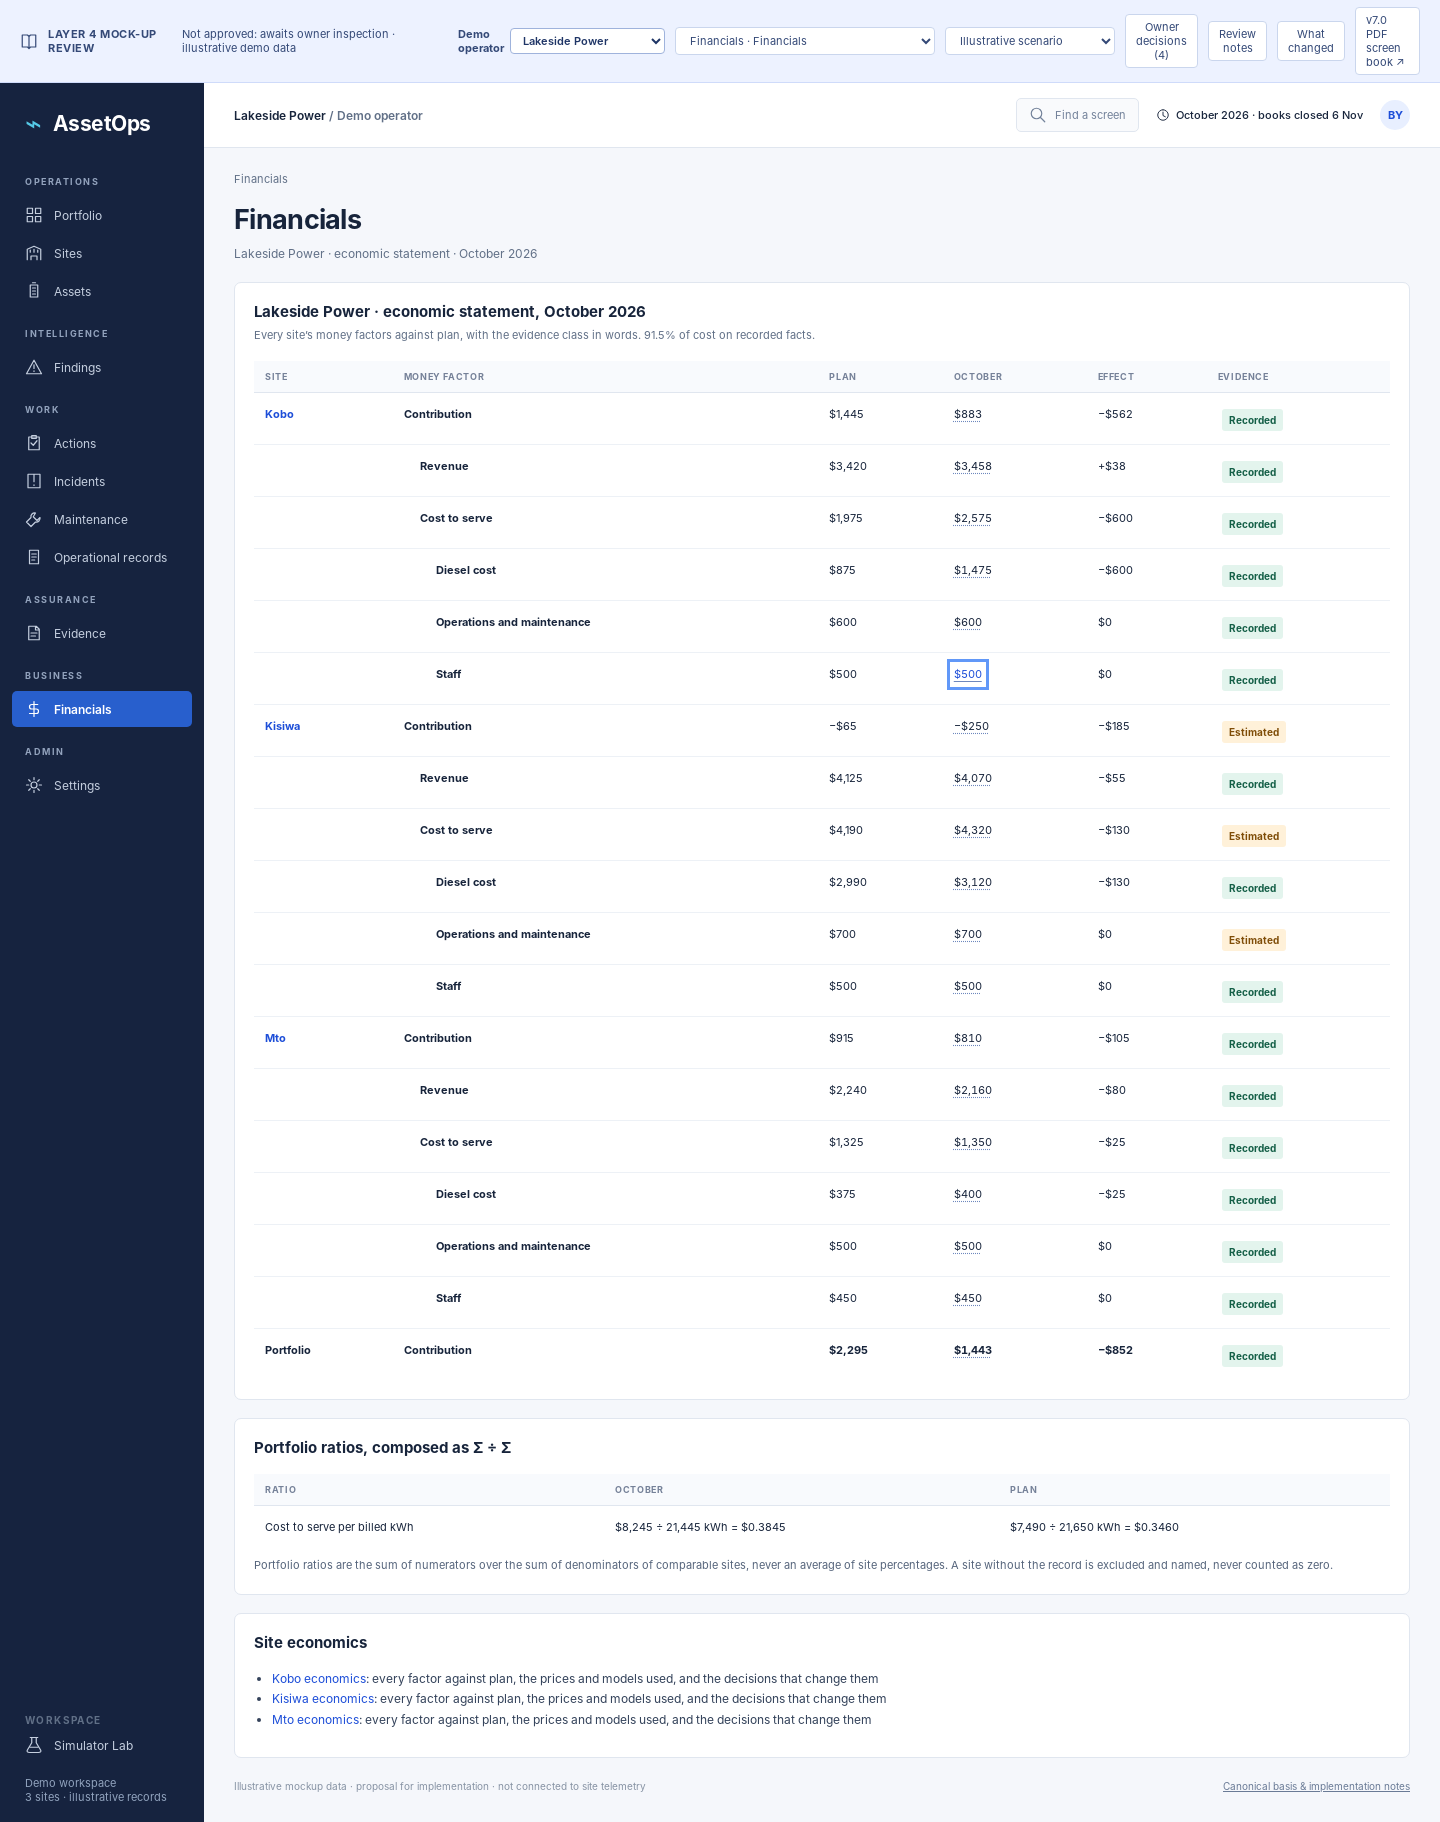 LAYER 4 MOCK-UP REVIEW
Not approved: awaits owner inspection · illustrative demo data
Demo operator
Lakeside Power
Financials · Financials
Illustrative scenario
Owner decisions (4)
Review notes
What changed
v7.0 PDF screen book ↗
AssetOps
OPERATIONS
Portfolio
Sites
Assets
INTELLIGENCE
Findings
WORK
Actions
Incidents
Maintenance
Operational records
ASSURANCE
Evidence
BUSINESS
Financials
ADMIN
Settings
WORKSPACE
Simulator Lab
Demo workspace
3 sites · illustrative records
Lakeside Power / Demo operator
Find a screen
October 2026 · books closed 6 Nov
BY
Financials
Financials
Lakeside Power · economic statement · October 2026
Lakeside Power · economic statement, October 2026
Every site's money factors against plan, with the evidence class in words. 91.5% of cost on recorded facts.
SITE MONEY FACTOR PLAN OCTOBER EFFECT EVIDENCE
Kobo Contribution $1,445 $883 −$562 Recorded
Revenue $3,420 $3,458 +$38 Recorded
Cost to serve $1,975 $2,575 −$600 Recorded
Diesel cost $875 $1,475 −$600 Recorded
Operations and maintenance $600 $600 $0 Recorded
Staff $500 $500 $0 Recorded
Kisiwa Contribution −$65 −$250 −$185 Estimated
Revenue $4,125 $4,070 −$55 Recorded
Cost to serve $4,190 $4,320 −$130 Estimated
Diesel cost $2,990 $3,120 −$130 Recorded
Operations and maintenance $700 $700 $0 Estimated
Staff $500 $500 $0 Recorded
Mto Contribution $915 $810 −$105 Recorded
Revenue $2,240 $2,160 −$80 Recorded
Cost to serve $1,325 $1,350 −$25 Recorded
Diesel cost $375 $400 −$25 Recorded
Operations and maintenance $500 $500 $0 Recorded
Staff $450 $450 $0 Recorded
Portfolio Contribution $2,295 $1,443 −$852 Recorded
Portfolio ratios, composed as Σ ÷ Σ
RATIO OCTOBER PLAN
Cost to serve per billed kWh $8,245 ÷ 21,445 kWh = $0.3845 $7,490 ÷ 21,650 kWh = $0.3460
Portfolio ratios are the sum of numerators over the sum of denominators of comparable sites, never an average of site percentages. A site without the record is excluded and named, never counted as zero.
Site economics
• Kobo economics: every factor against plan, the prices and models used, and the decisions that change them
• Kisiwa economics: every factor against plan, the prices and models used, and the decisions that change them
• Mto economics: every factor against plan, the prices and models used, and the decisions that change them
Illustrative mockup data · proposal for implementation · not connected to site telemetry
Canonical basis & implementation notes